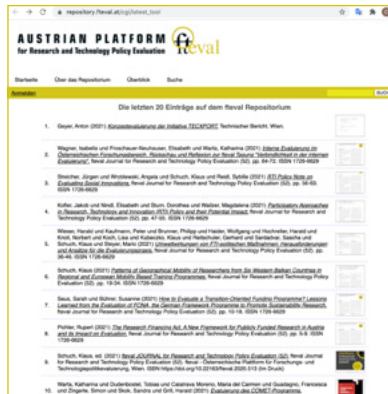 repository.fteval.at/cgi/latest_tool
AUSTRIAN PLATFORM
for Research and Technology Policy Evaluation
fteval
Startseite Über das Repositorium Überblick Suche
Anmelden
Die letzten 20 Einträge auf dem fteval Repositorium
1. Geyer, Anton (2021) Konzeptevaluierung der Initiative TECXPORT. Technischer Bericht, Wien.
2. Wagner, Isabella und Froschauer-Neuhauser, Elisabeth und Warta, Katharina (2021) Interne Evaluierung im
Österreichischen Forschungsbereich. Rückschau und Reflexion zur fteval Tagung "Verbindlichkeit in der internen
Evaluierung". fteval Journal for Research and Technology Policy Evaluation (52). pp. 64-72. ISSN 1726-6629
3. Streicher, Jürgen und Wroblewski, Angela und Schuch, Klaus und Reidl, Sybille (2021) RTI Policy Note on
Evaluating Social Innovations. fteval Journal for Research and Technology Policy Evaluation (52). pp. 56-63.
ISSN 1726-6629
4. Kofler, Jakob und Nindl, Elisabeth und Sturn, Dorothea und Walzer, Magdalena (2021) Participatory Approaches
in Research, Technology and Innovation (RTI) Policy and their Potential Impact. fteval Journal for Research and
Technology Policy Evaluation (52). pp. 47-55. ISSN 1726-6629
Wieser, Harald und Kaufmann, Peter und Brunner, Philipp und Haider, Wolfgang und Hochreiter, Harald und
Knoll, Norbert und Koch, Lisa und Kubeczko, Klaus und Reitschuler, Gerhard und Sardadvar, Sascha und
5. Schuch, Klaus und Steyer, Mario (2021) Umweltwirkungen von FTI-politischen Maßnahmen: Herausforderungen
und Ansätze für die Evaluierungspraxis. fteval Journal for Research and Technology Policy Evaluation (52). pp.
36-46. ISSN 1726-6629
6. Schuch, Klaus (2021) Patterns of Geographical Mobility of Researchers from Six Western Balkan Countries in
Regional and European Mobility Based Training Programmes. fteval Journal for Research and Technology
Policy Evaluation (52). pp. 19-34. ISSN 1726-6629
7. Seus, Sarah und Bührer, Susanne (2021) How to Evaluate a Transition-Oriented Funding Programme? Lessons
Learned from the Evaluation of FONA, the German Framework Programme to Promote Sustainability Research.
fteval Journal for Research and Technology Policy Evaluation (52). pp. 10-18. ISSN 1726-6629
8. Pichler, Rupert (2021) The Research Financing Act. A New Framework for Publicly Funded Research in Austria
and its Impact on Evaluation. fteval Journal for Research and Technology Policy Evaluation (52). pp. 5-9. ISSN
1726-6629
9. Schuch, Klaus, ed. (2021) fteval JOURNAL for Research and Technology Policy Evaluation (52). fteval Journal
for Research and Technology Policy Evaluation (52). fteval - Österreichische Plattform für Forschungs- und
Technologiepolitikevaluierung, Wien. ISBN https://doi.org/10.22163/fteval.2020.513 (Im Druck)
Warta, Katharina und Dudenbostel, Tobias und Catalnava Moreno, Maria del Carmen und Guadagno, Francesca
10. und Zingerle, Simon und Skok, Sandra und Grill, Harald (2021) Evaluierung des COMET-Programms.